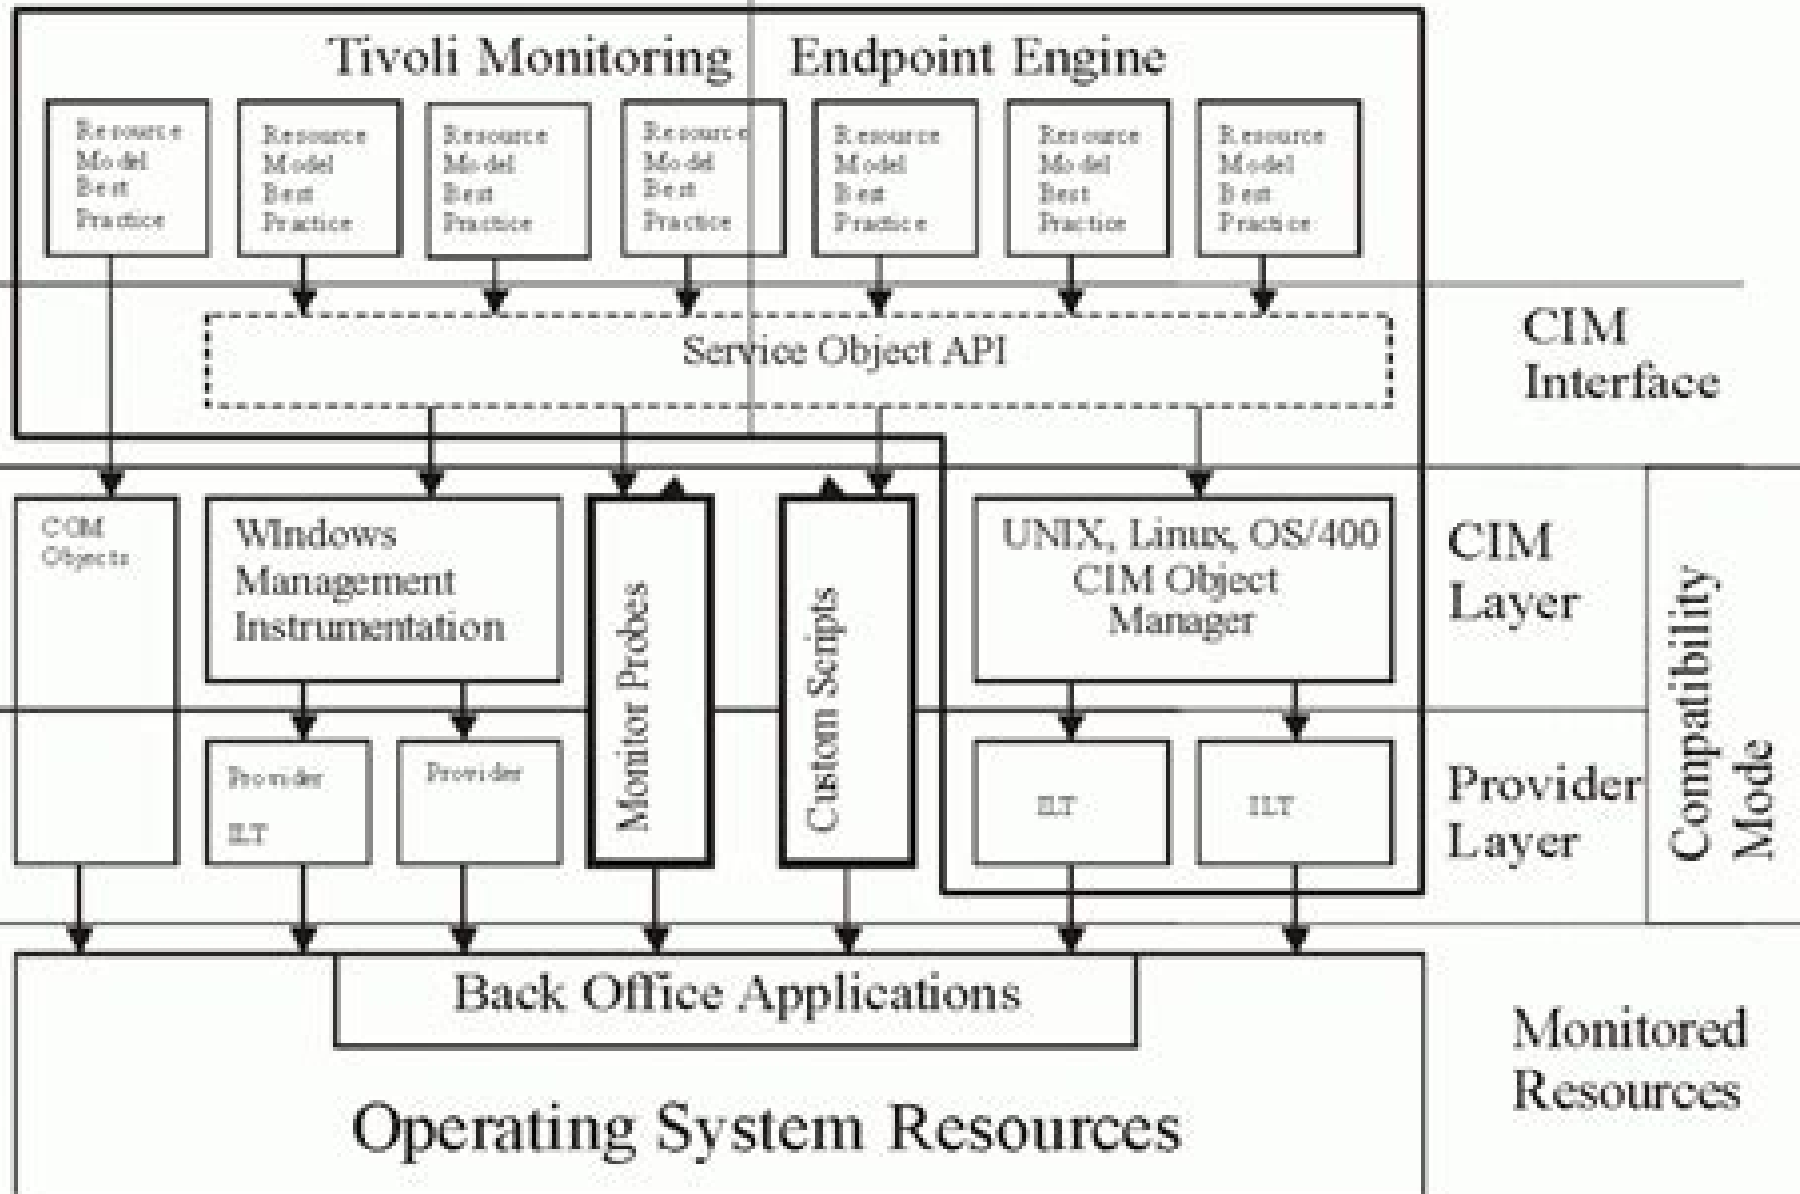 Tivoli Monitoring Endpoint Engine
Resource
Model
Best
Practice
Resource
Model
Best
Practice
Resource
Model
Best
Practice
Resource
Model
Best
Practice
Resource
Model
Best
Practice
Resource
Model
Best
Practice
Resource
Model
Best
Practice
Service Object API
CIM
Interface
COM
Objects
WIndows
Management
Instrumentation
Monitor Probes
Custom Scripts
UNIX, Linux, OS/400
CIM Object
Manager
CIM
Layer
Compatibility
Mode
Provider
ILT
Provider
ILT
ILT
Provider
Layer
Back Office Applications
Operating System Resources
Monitored
Resources